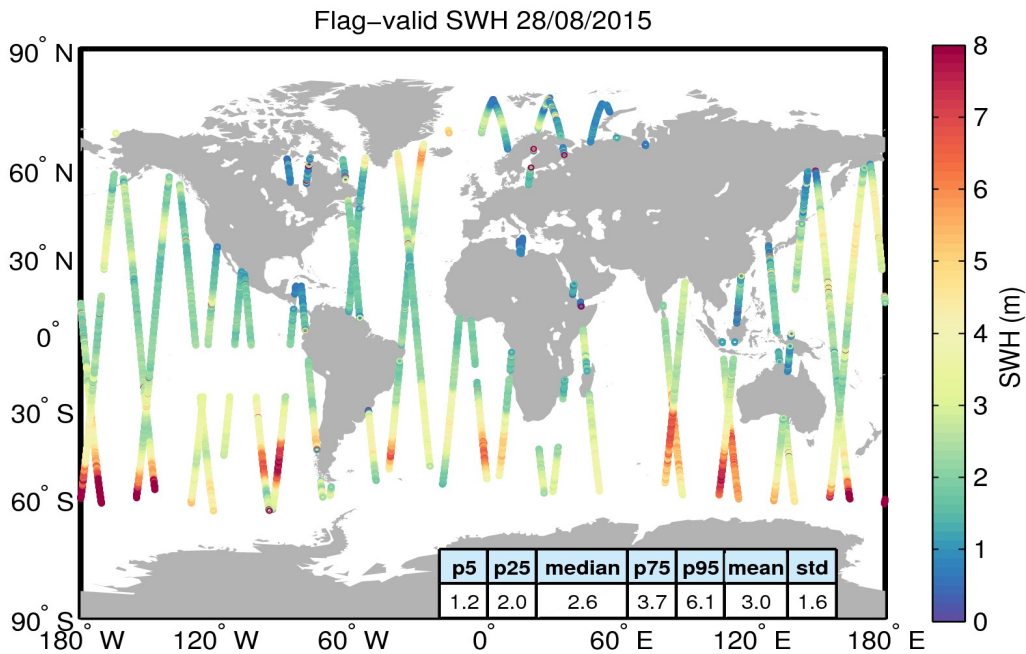 Flag−valid SWH 28/08/2015
90° N
60° N
30° N
0°
30° S
60° S
90° S
180° W
120° W
60° W
0°
60° E
120° E
180° E
p5 p25 median p75 p95 mean std
1.2 2.0 2.6 3.7 6.1 3.0 1.6
8
7
6
5
4
3
2
1
0
SWH (m)